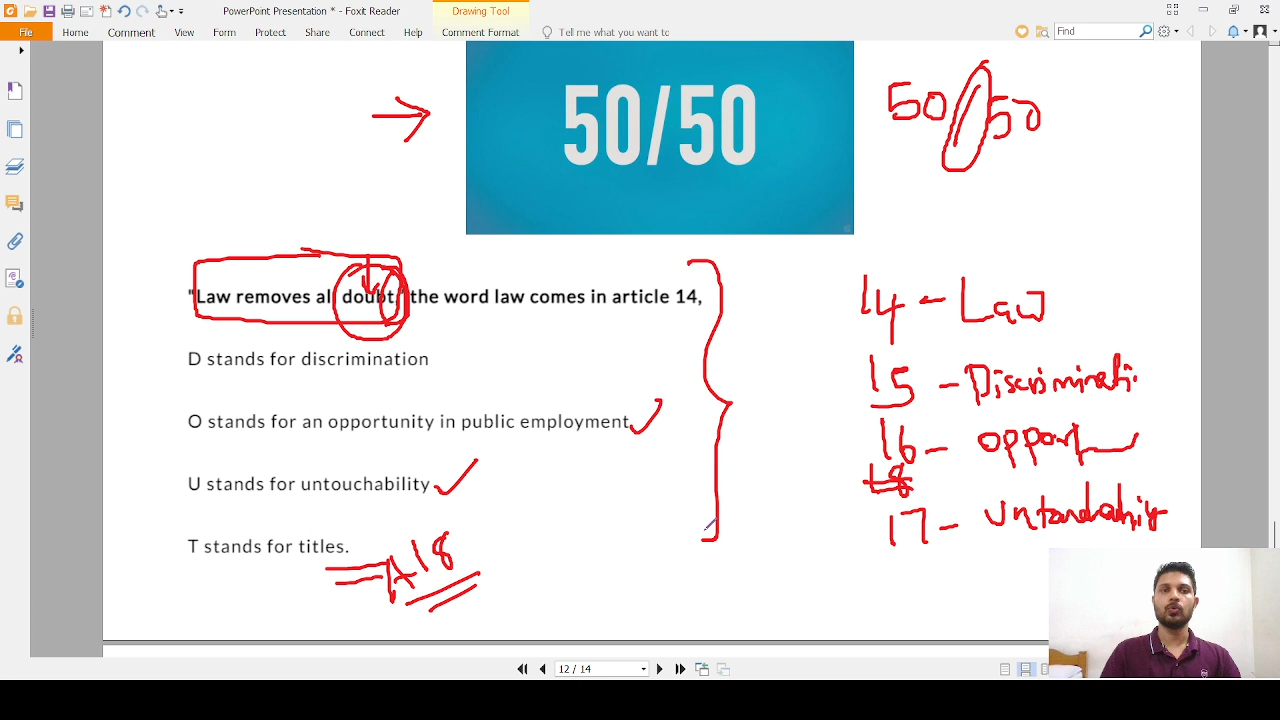 PowerPoint Presentation * - Foxit Reader
Drawing Tool
File Home Comment View Form Protect Share Connect Help Comment Format Tell me what you want to Find
50/50
50/50
"Law removes all doubt," the word law comes in article 14,
D stands for discrimination
O stands for an opportunity in public employment
U stands for untouchability
T stands for titles.
A18
14 - Law
15 - Discriminati
16 - opport
18
17 -
12 / 14